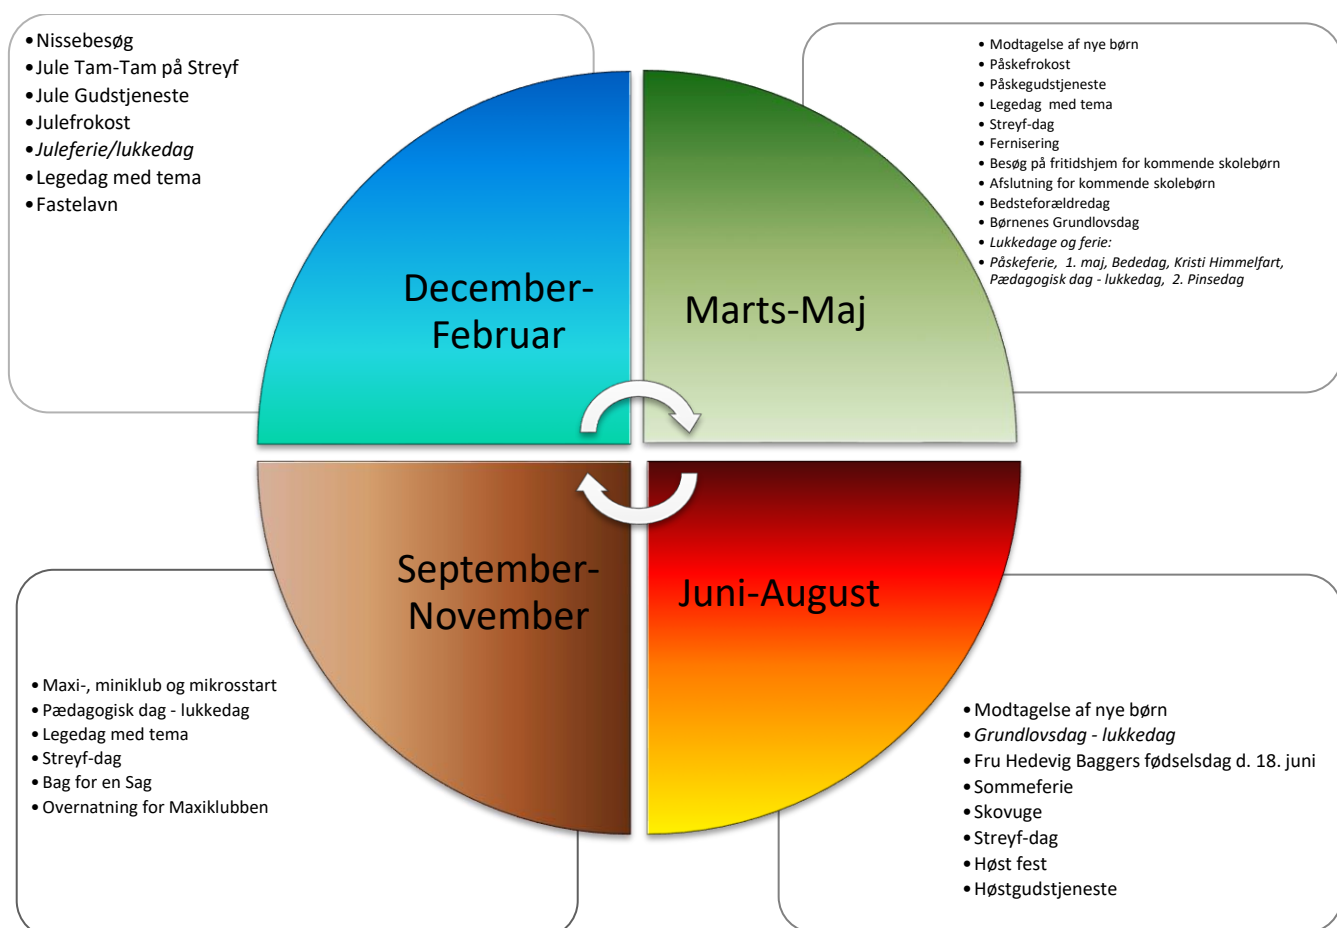 • Nissebesøg
• Jule Tam-Tam på Streyf
• Jule Gudstjeneste
• Julefrokost
• Juleferie/lukkedag
• Legedag med tema
• Fastelavn
• Modtagelse af nye børn
• Påskefrokost
• Påskegudstjeneste
• Legedag med tema
• Streyf-dag
• Fernisering
• Besøg på fritidshjem for kommende skolebørn
• Afslutning for kommende skolebørn
• Bedsteforældredag
• Børnenes Grundlovsdag
• Lukkedage og ferie:
• Påskeferie, 1. maj, Bededag, Kristi Himmelfart,
Pædagogisk dag - lukkedag, 2. Pinsedag
December-
Februar
Marts-Maj
September-
November
Juni-August
• Maxi-, miniklub og mikrosstart
• Pædagogisk dag - lukkedag
• Legedag med tema
• Streyf-dag
• Bag for en Sag
• Overnatning for Maxiklubben
• Modtagelse af nye børn
• Grundlovsdag - lukkedag
• Fru Hedevig Baggers fødselsdag d. 18. juni
• Sommeferie
• Skovuge
• Streyf-dag
• Høst fest
• Høstgudstjeneste